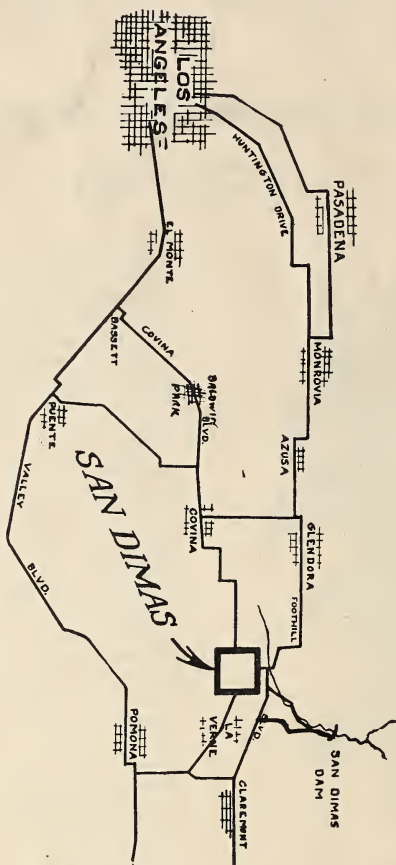 LOS
ANGELES
HUNTINGTON DRIVE
PASADENA
MONROVIA
AZUSA
GLENDORA
FOOTHILL
BLVD.
SAN DIMAS
DAM
EL MONTE
BASSETT
COVINA
BLVD.
BALDWIN
PARK
PUENTE
VALLEY
BLVD.
COVINA
SAN DIMAS
LA
VERNE
POMONA
CLAREMONT